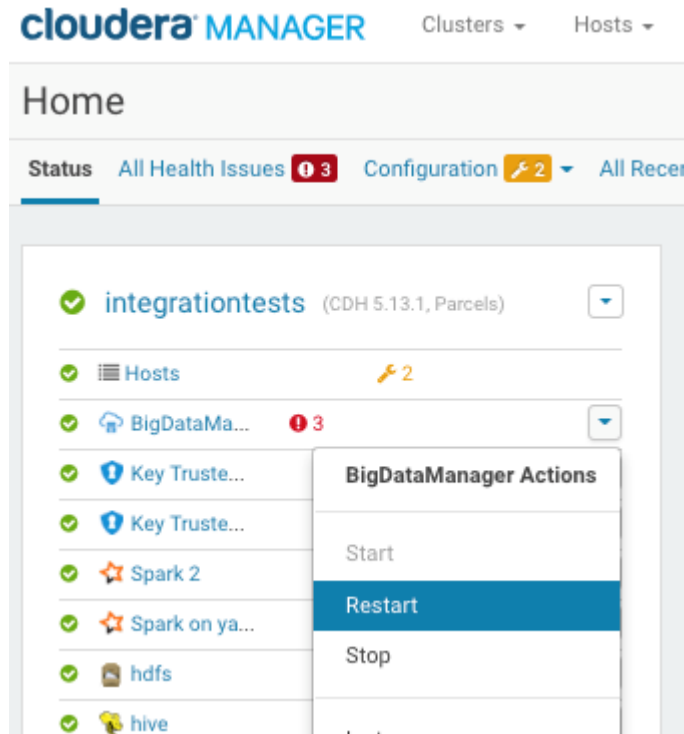 cloudera MANAGER Clusters Hosts
Home
Status All Health Issues 3 Configuration 2 All Recer
integrationtests (CDH 5.13.1, Parcels)
Hosts 2
BigDataMa... 3
Key Truste...
Key Truste...
Spark 2
Spark on ya...
hdfs
hive
BigDataManager Actions
Start
Restart
Stop